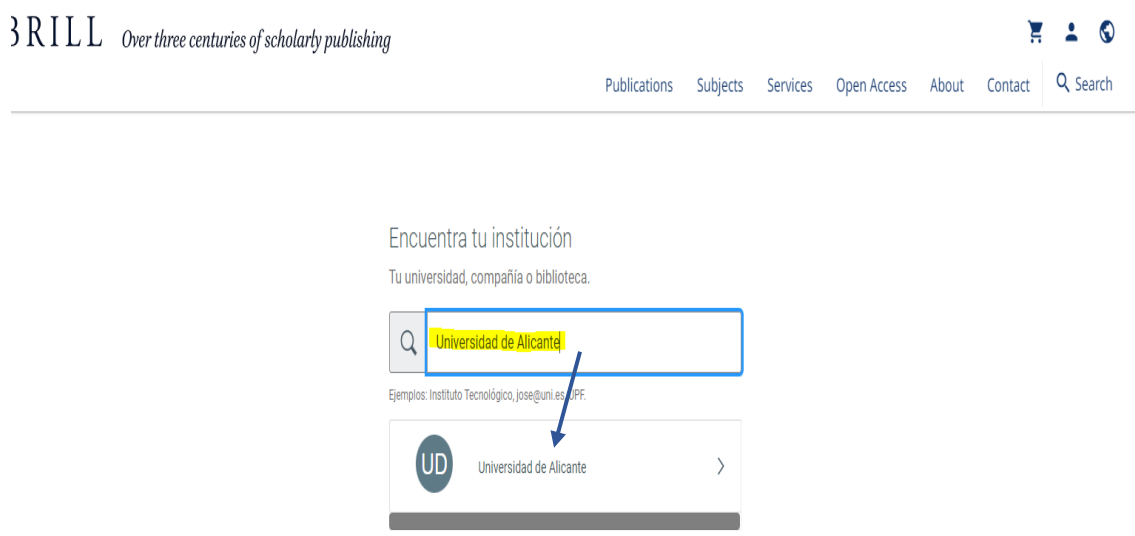 BRILL Over three centuries of scholarly publishing
Publications Subjects Services Open Access About Contact Search
Encuentra tu institución
Tu universidad, compañía o biblioteca.
Universidad de Alicante
Ejemplos: Instituto Tecnológico, jose@uni.es, UPF.
UD Universidad de Alicante